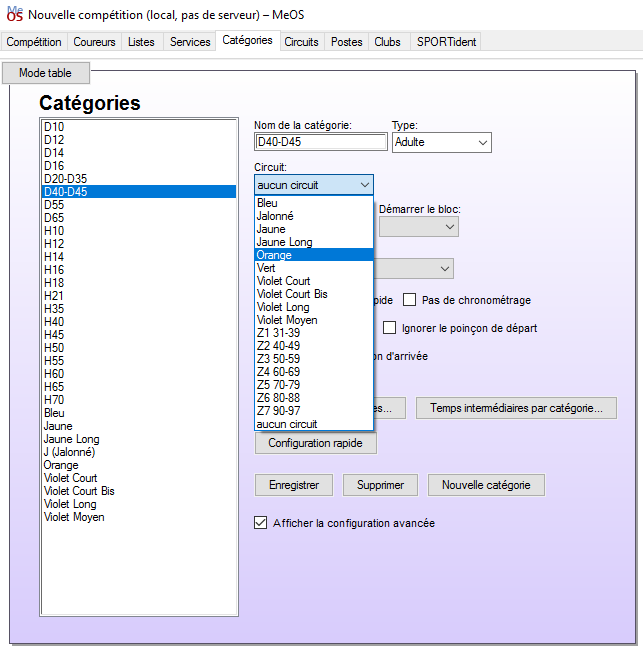 MeOS Nouvelle compétition (local, pas de serveur) – MeOS
Compétition Coureurs Listes Services Catégories Circuits Postes Clubs SPORTident
Mode table
Catégories
D10
D12
D14
D16
D20-D35
D40-D45
D55
D65
H10
H12
H14
H16
H18
H21
H35
H40
H45
H50
H55
H60
H65
H70
Bleu
Jaune
Jaune Long
J (Jalonné)
Orange
Violet Court
Violet Court Bis
Violet Long
Violet Moyen
Nom de la catégorie: Type:
D40-D45 Adulte
Circuit:
aucun circuit
Bleu
Jalonné
Jaune
Jaune Long
Orange
Vert
Violet Court
Violet Court Bis
Violet Long
Violet Moyen
Z1 31-39
Z2 40-49
Z3 50-59
Z4 60-69
Z5 70-79
Z6 80-88
Z7 90-97
aucun circuit
Démarrer le bloc:
pide Pas de chronométrage
Ignorer le poinçon de départ
on d'arrivée
es... Temps intermédiaires par catégorie...
Configuration rapide
Enregistrer Supprimer Nouvelle catégorie
Afficher la configuration avancée